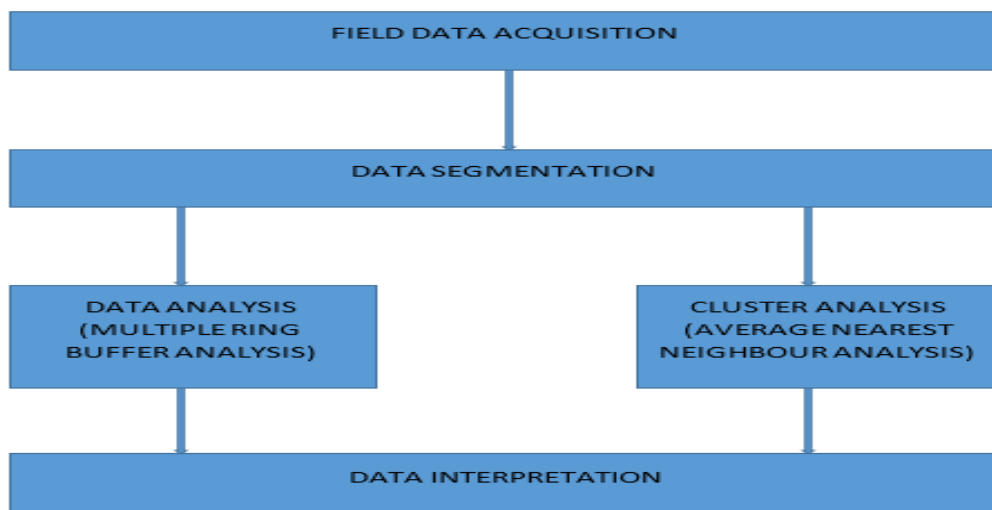 FIELD DATA ACQUISITION
DATA SEGMENTATION
DATA ANALYSIS
(MULTIPLE RING
BUFFER ANALYSIS)
CLUSTER ANALYSIS
(AVERAGE NEAREST
NEIGHBOUR ANALYSIS)
DATA INTERPRETATION